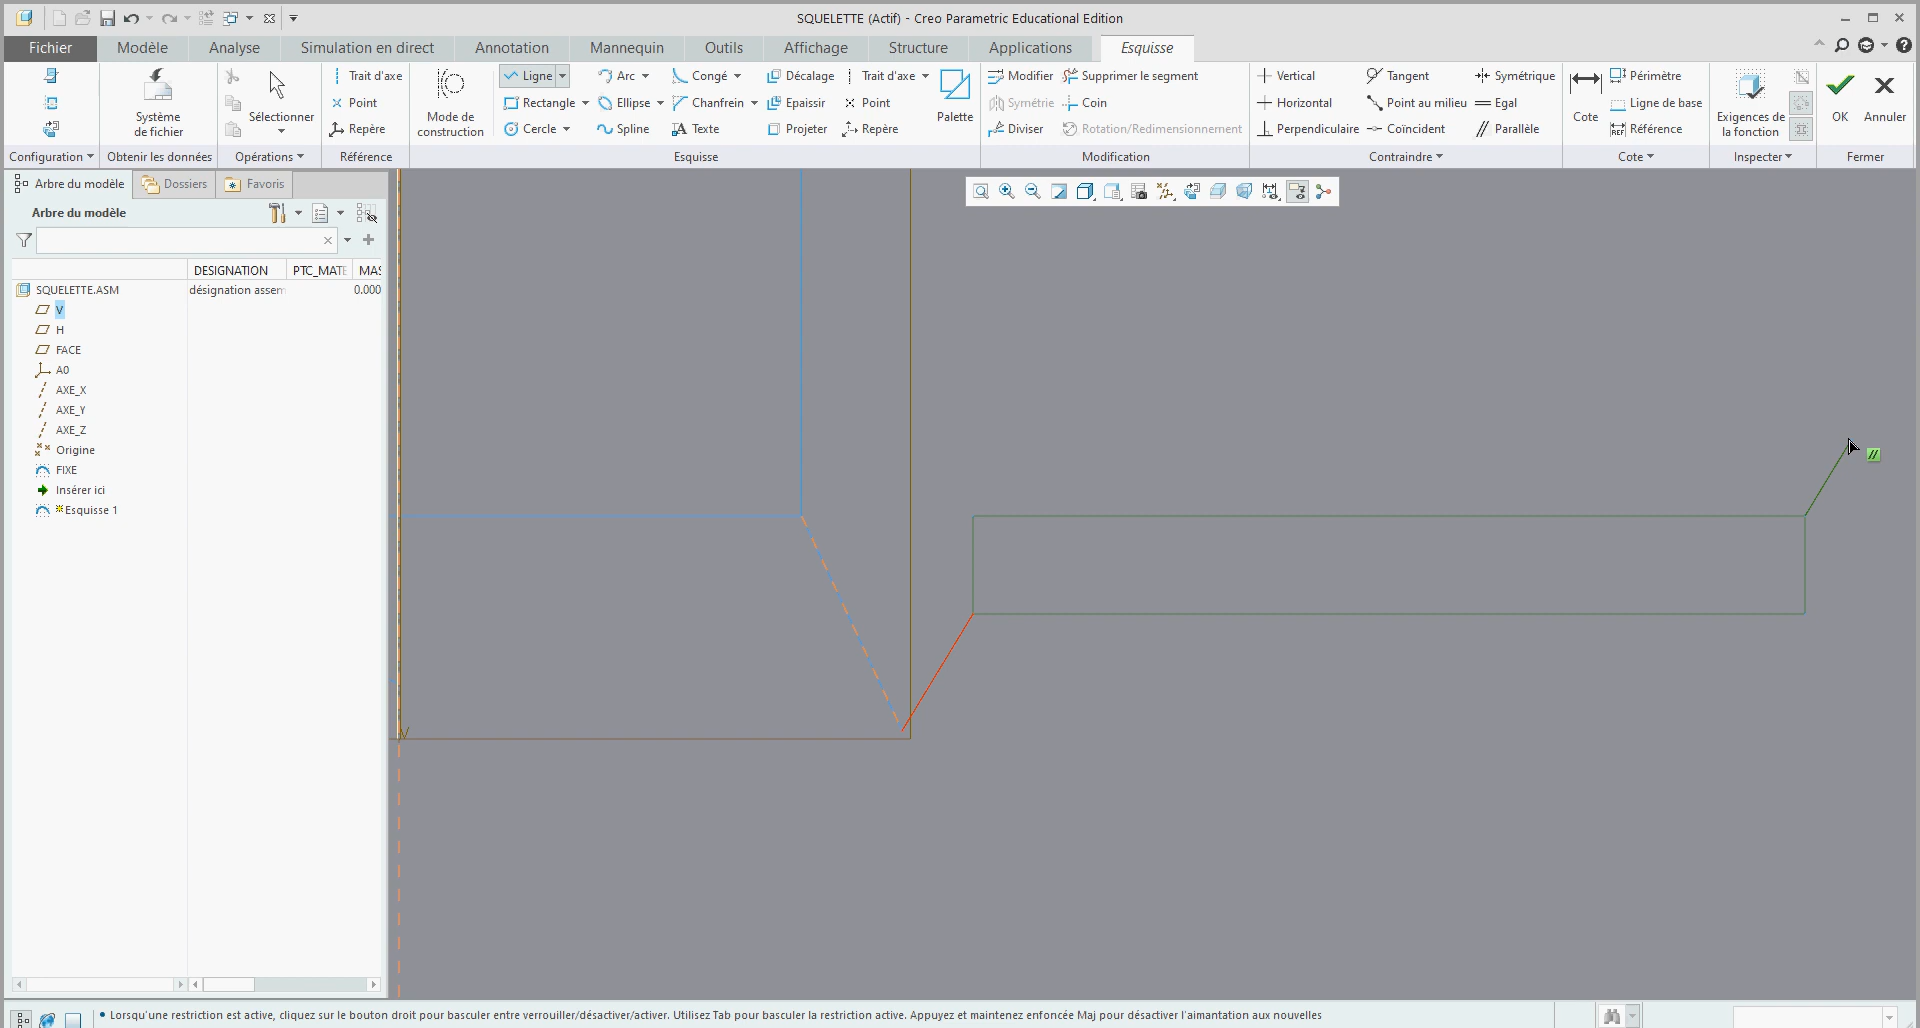 SQUELETTE (Actif) - Creo Parametric Educational Edition
Fichier Modèle Analyse Simulation en direct Annotation Mannequin Outils Affichage Structure Applications Esquisse
Trait d'axe Ligne Arc Congé Décalage Trait d'axe Modifier Supprimer le segment Vertical Tangent Symétrique Périmètre
Point Rectangle Ellipse Chanfrein Epaissir Point Symétrie Coin Horizontal Point au milieu Egal Ligne de base
Système de fichier Sélectionner Mode de construction Palette Cote Exigences de la fonction OK Annuler
Repère Cercle Spline Texte Projeter Repère Diviser Rotation/Redimensionnement Perpendiculaire Coïncident Parallèle REF Référence
Configuration Obtenir les données Opérations Référence Esquisse Modification Contraindre Cote Inspecter Fermer
Arbre du modèle Dossiers Favoris
Arbre du modèle
DESIGNATION PTC_MATE MAS
SQUELETTE.ASM désignation assem 0.000
V
H
FACE
A0
AXE_X
AXE_Y
AXE_Z
Origine
FIXE
Insérer ici
Esquisse 1
V
Lorsqu'une restriction est active, cliquez sur le bouton droit pour basculer entre verrouiller/désactiver/activer. Utilisez Tab pour basculer la restriction active. Appuyez et maintenez enfoncée Maj pour désactiver l'aimantation aux nouvelles